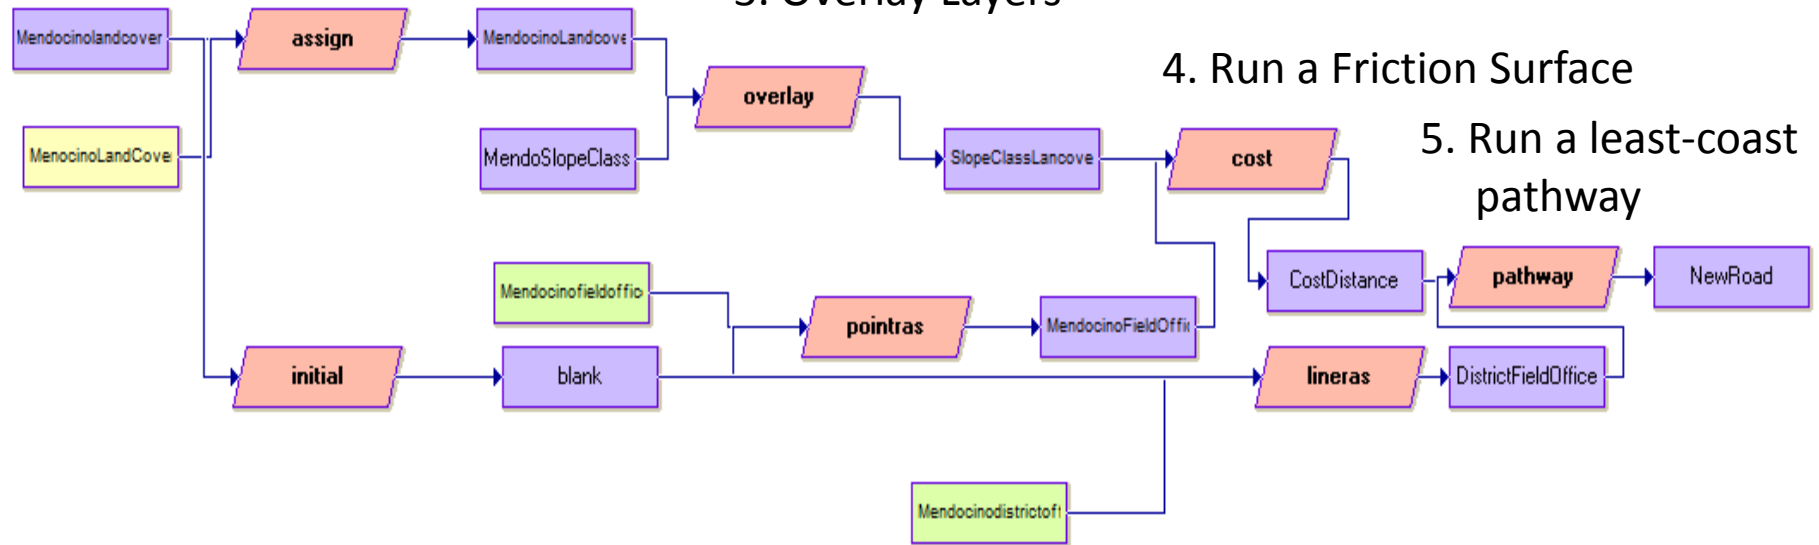 3. Overlay Layers
Mendocinolandcover
assign
MendocinoLandcove
4. Run a Friction Surface
overlay
MenocinoLandCove
MendoSlopeClass
SlopeClassLancove
cost
5. Run a least-coast
pathway
Mendocinofieldoffic
CostDistance
pathway
NewRoad
pointras
MendocinoFieldOffic
initial
blank
lineras
DistrictFieldOffice
Mendocinodistrictoff